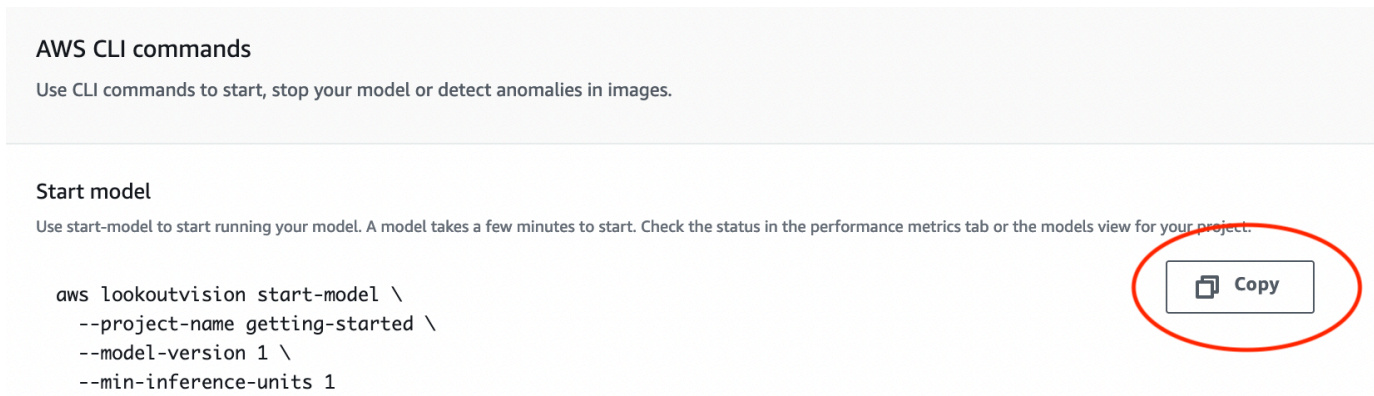 AWS CLI commands
Use CLI commands to start, stop your model or detect anomalies in images.
Start model
Use start-model to start running your model. A model takes a few minutes to start. Check the status in the performance metrics tab or the models view for your project.
Copy
aws lookoutvision start-model \
--project-name getting-started \
--model-version 1 \
--min-inference-units 1